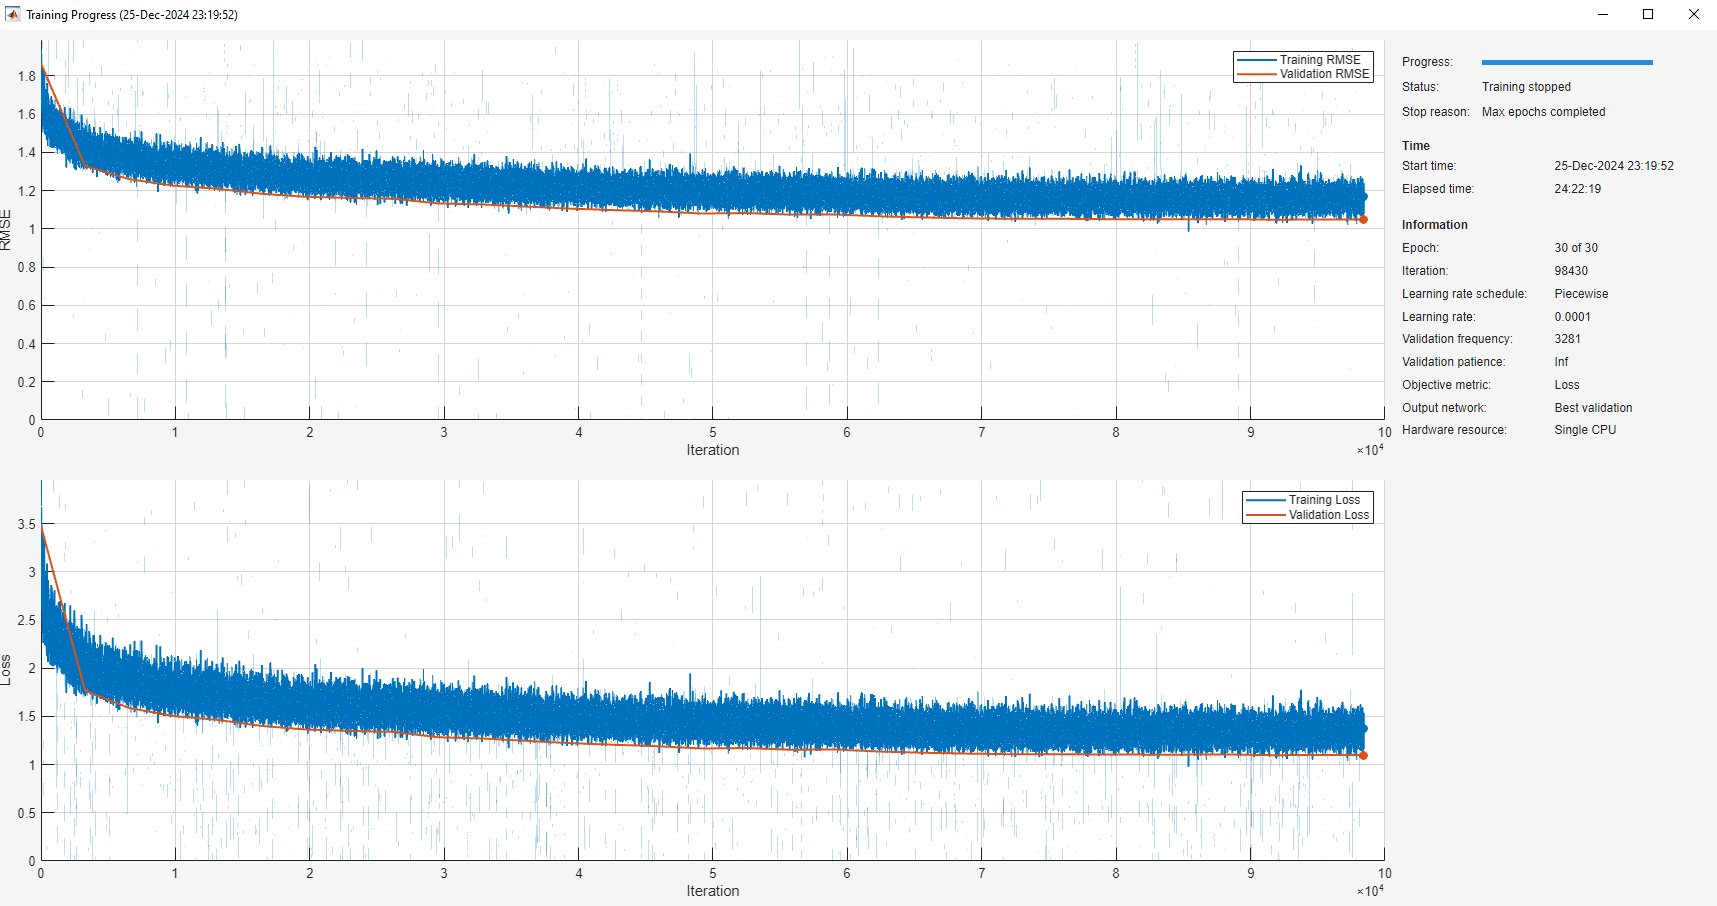 Training Progress (25-Dec-2024 23:19:52)
Training RMSE
Validation RMSE
RMSE
1.8
1.6
1.4
1.2
1
0.8
0.6
0.4
0.2
0
0 1 2 3 4 5 6 7 8 9 10
Iteration
×10⁴
Training Loss
Validation Loss
Loss
3.5
3
2.5
2
1.5
1
0.5
0
0 1 2 3 4 5 6 7 8 9 10
Iteration
×10⁴
Progress:
Status: Training stopped
Stop reason: Max epochs completed
Time
Start time: 25-Dec-2024 23:19:52
Elapsed time: 24:22:19
Information
Epoch: 30 of 30
Iteration: 98430
Learning rate schedule: Piecewise
Learning rate: 0.0001
Validation frequency: 3281
Validation patience: Inf
Objective metric: Loss
Output network: Best validation
Hardware resource: Single CPU